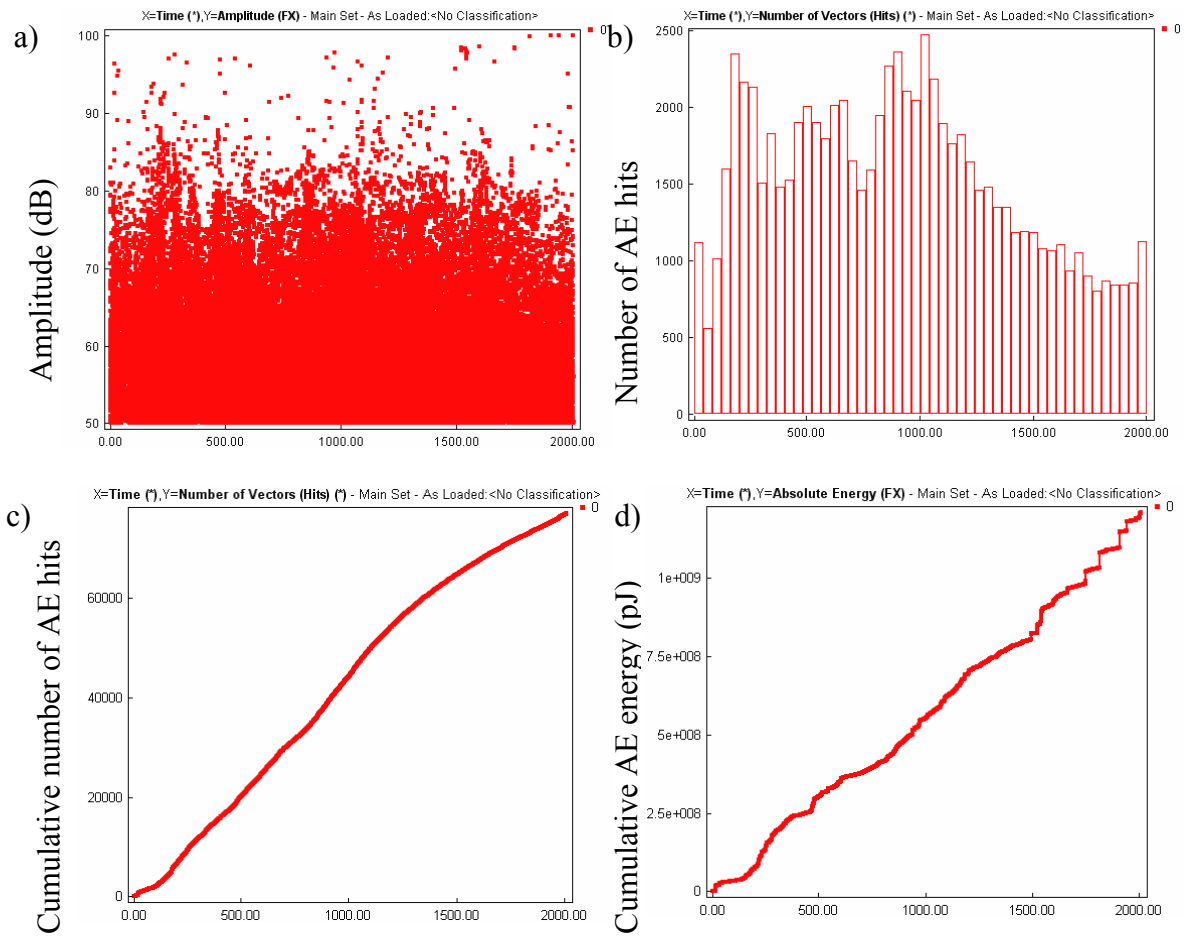 X=Time (*),Y=Amplitude (FX) - Main Set - As Loaded:<No Classification>
0
a)
100
90
80
70
60
50
Amplitude (dB)
0.00 500.00 1000.00 1500.00 2000.00
X=Time (*),Y=Number of Vectors (Hits) (*) - Main Set - As Loaded:<No Classification>
0
b)
2500
2000
1500
1000
500
0
Number of AE hits
0.00 500.00 1000.00 1500.00 2000.00
X=Time (*),Y=Number of Vectors (Hits) (*) - Main Set - As Loaded:<No Classification>
0
c)
60000
40000
20000
0
Cumulative number of AE hits
0.00 500.00 1000.00 1500.00 2000.00
X=Time (*),Y=Absolute Energy (FX) - Main Set - As Loaded:<No Classification>
0
d)
1e+009
7.5e+008
5e+008
2.5e+008
0
Cumulative AE energy (pJ)
0.00 500.00 1000.00 1500.00 2000.00